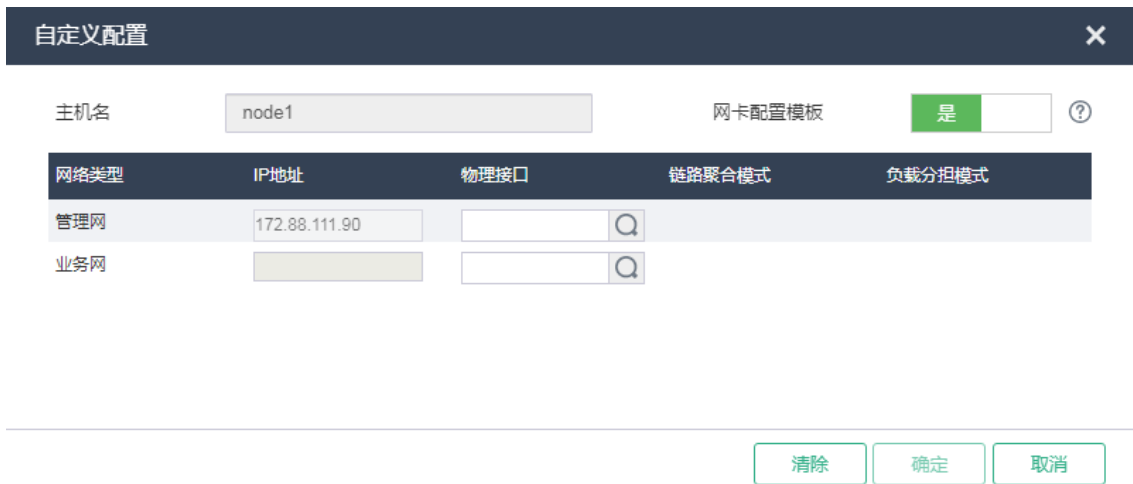 自定义配置
主机名 node1 网卡配置模板 是
网络类型 IP地址 物理接口 链路聚合模式 负载分担模式
管理网 172.88.111.90
业务网
清除 确定 取消